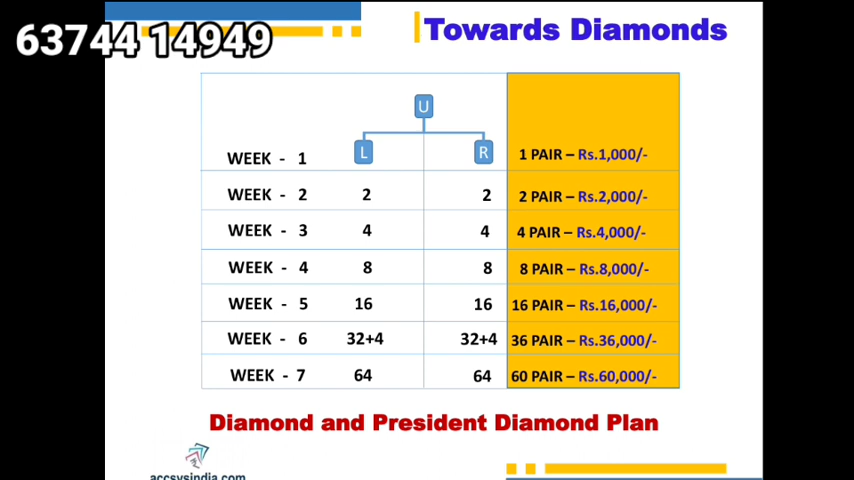 63744 14949
Towards Diamonds
U
WEEK - 1 L R 1 PAIR – Rs.1,000/-
WEEK - 2 2 2 2 PAIR – Rs.2,000/-
WEEK - 3 4 4 4 PAIR – Rs.4,000/-
WEEK - 4 8 8 8 PAIR – Rs.8,000/-
WEEK - 5 16 16 16 PAIR – Rs.16,000/-
WEEK - 6 32+4 32+4 36 PAIR – Rs.36,000/-
WEEK - 7 64 64 60 PAIR – Rs.60,000/-
Diamond and President Diamond Plan
accsysindia.com